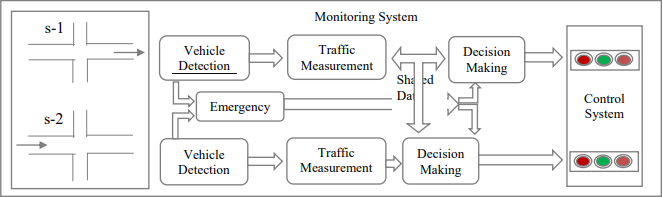 Monitoring System
s-1
Vehicle
Detection
Traffic
Measurement
Decision
Making
Shared
Data
Emergency
Control
System
s-2
Vehicle
Detection
Traffic
Measurement
Decision
Making